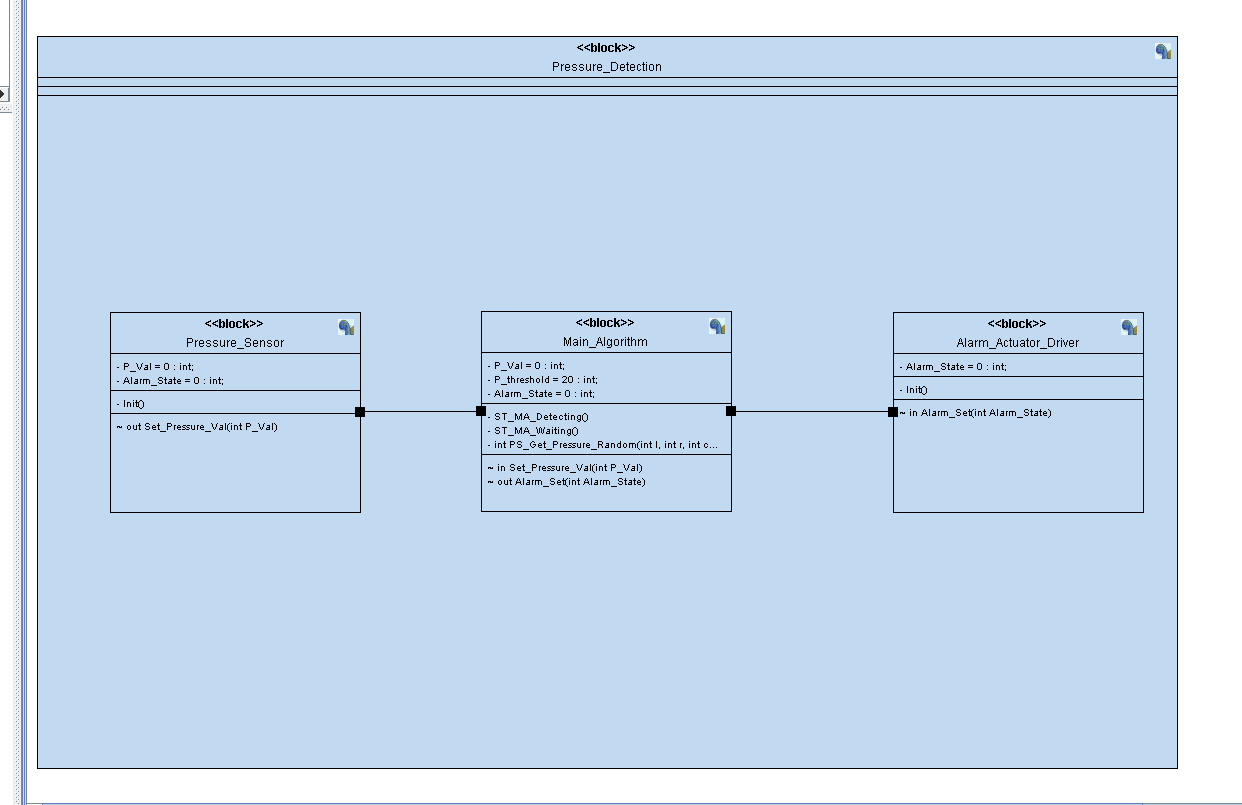 <<block>>
Pressure_Detection
<<block>>
Pressure_Sensor
- P_Val = 0 : int;
- Alarm_State = 0 : int;
- Init()
~ out Set_Pressure_Val(int P_Val)
<<block>>
Main_Algorithm
- P_Val = 0 : int;
- P_threshold = 20 : int;
- Alarm_State = 0 : int;
- ST_MA_Detecting()
- ST_MA_Waiting()
- int PS_Get_Pressure_Random(int l, int r, int c...
~ in Set_Pressure_Val(int P_Val)
~ out Alarm_Set(int Alarm_State)
<<block>>
Alarm_Actuator_Driver
- Alarm_State = 0 : int;
- Init()
~ in Alarm_Set(int Alarm_State)